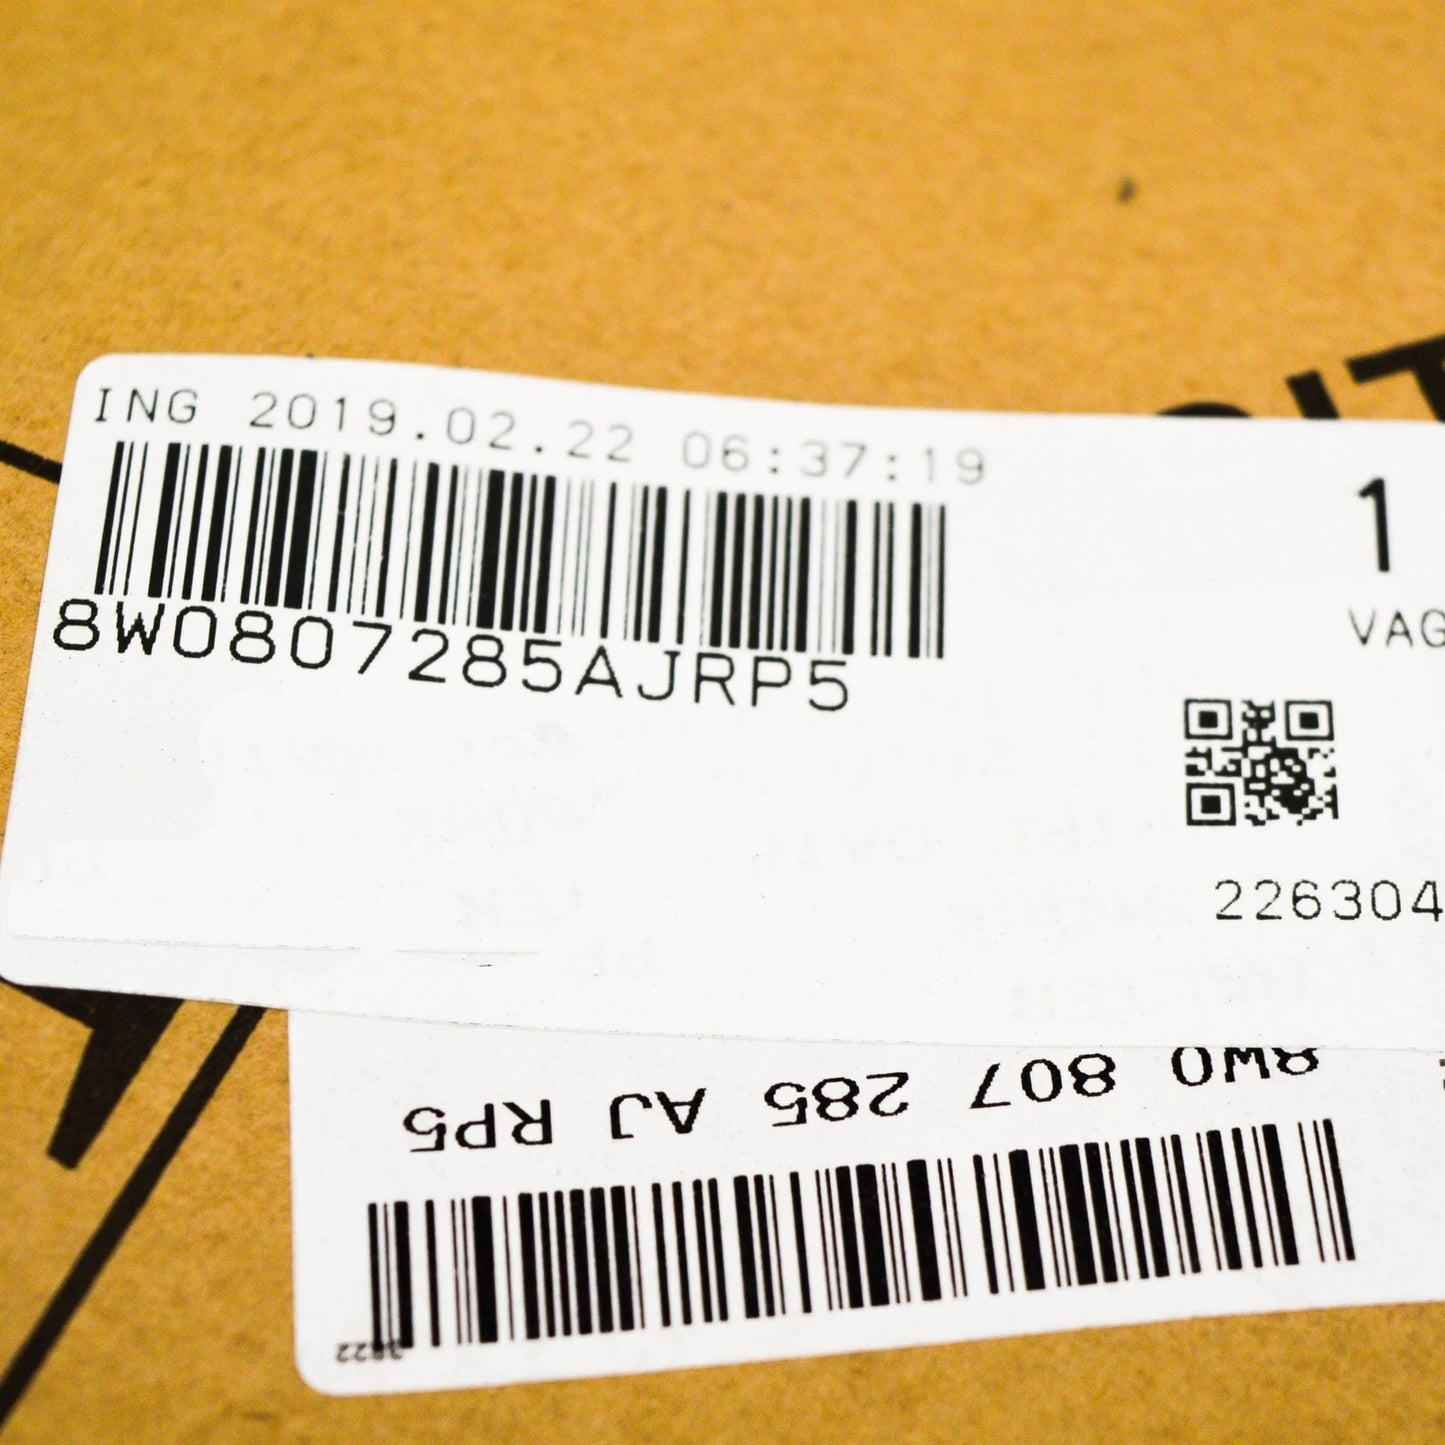 ING 2019.02.22 06:37:19
1
8W0807285AJRP5
VAG
226304
8W0 807 285 AJ RP5